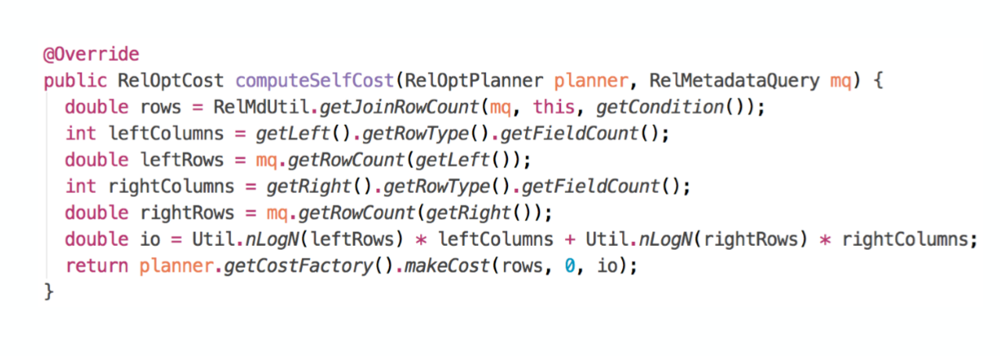 @Override
public RelOptCost computeSelfCost(RelOptPlanner planner, RelMetadataQuery mq) {
  double rows = RelMdUtil.getJoinRowCount(mq, this, getCondition());
  int leftColumns = getLeft().getRowType().getFieldCount();
  double leftRows = mq.getRowCount(getLeft());
  int rightColumns = getRight().getRowType().getFieldCount();
  double rightRows = mq.getRowCount(getRight());
  double io = Util.nLogN(leftRows) * leftColumns + Util.nLogN(rightRows) * rightColumns;
  return planner.getCostFactory().makeCost(rows, 0, io);
}